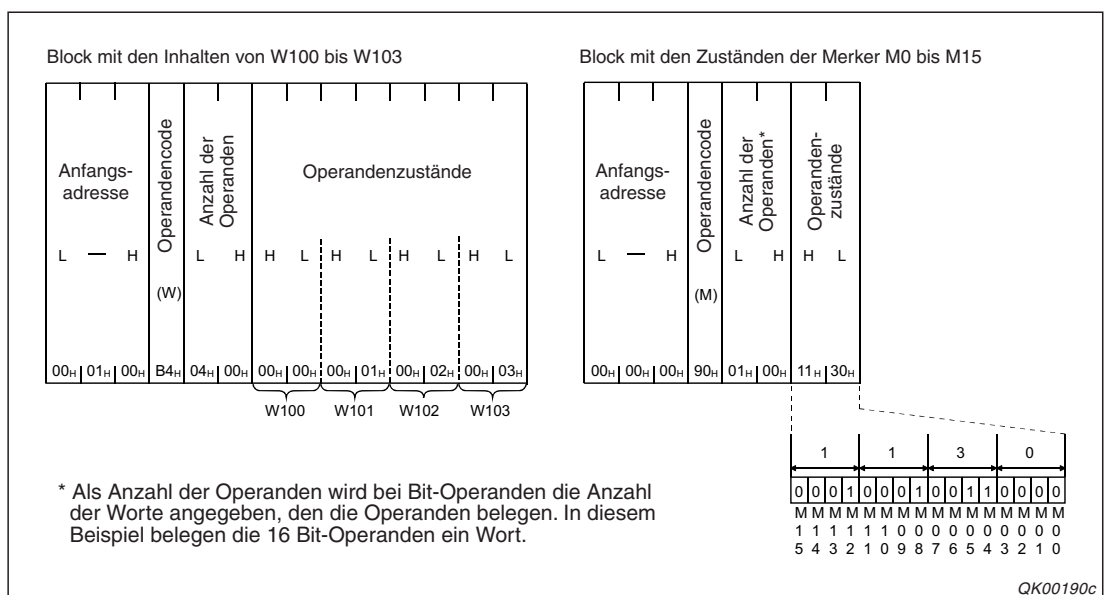 Block mit den Inhalten von W100 bis W103
Anfangs-
adresse
Operandencode
Anzahl der
Operanden
Operandenzustände
L — H
(W)
L H H L H L H L H L
00H 01H 00H B4H 04H 00H 00H 00H 00H 01H 00H 02H 00H 03H
W100 W101 W102 W103
Block mit den Zuständen der Merker M0 bis M15
Anfangs-
adresse
Operandencode
Anzahl der
Operanden*
Operanden-
zustände
L — H
(M)
L H H L
00H 00H 00H 90H 01H 00H 11H 30H
1 1 3 0
0 0 0 1 0 0 0 1 0 0 1 1 0 0 0 0
M M M M M M M M M M M M M M M M
1 1 1 1 1 1 0 0 0 0 0 0 0 0 0 0
5 4 3 2 1 0 9 8 7 6 5 4 3 2 1 0
* Als Anzahl der Operanden wird bei Bit-Operanden die Anzahl
der Worte angegeben, den die Operanden belegen. In diesem
Beispiel belegen die 16 Bit-Operanden ein Wort.
QK00190c